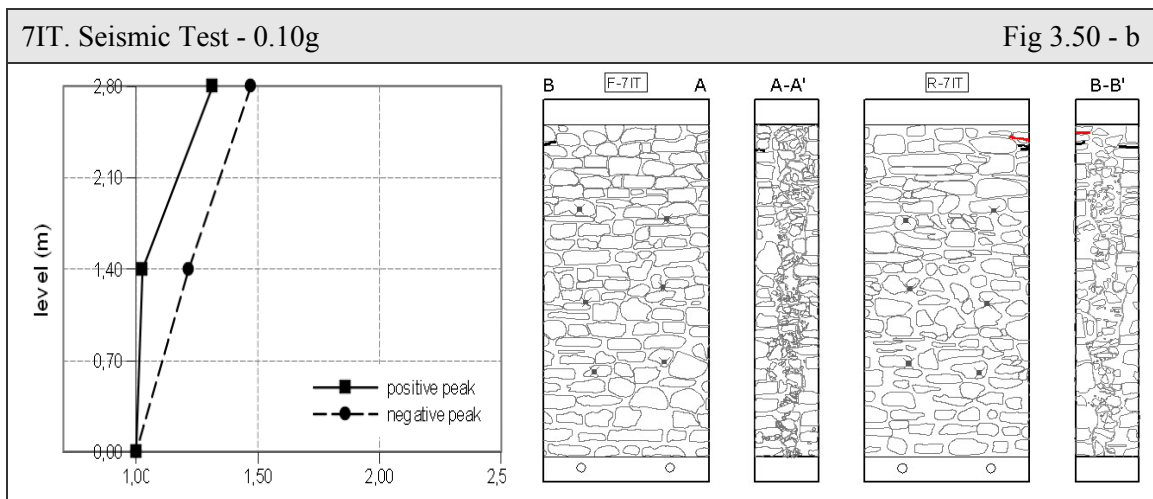 7IT. Seismic Test - 0.10g
Fig 3.50 - b
2,80
2,10
1,40
0,70
0,00
level (m)
1,00
1,50
2,00
2,5
positive peak
negative peak
B
F-7IT
A
A-A'
R-7IT
B-B'